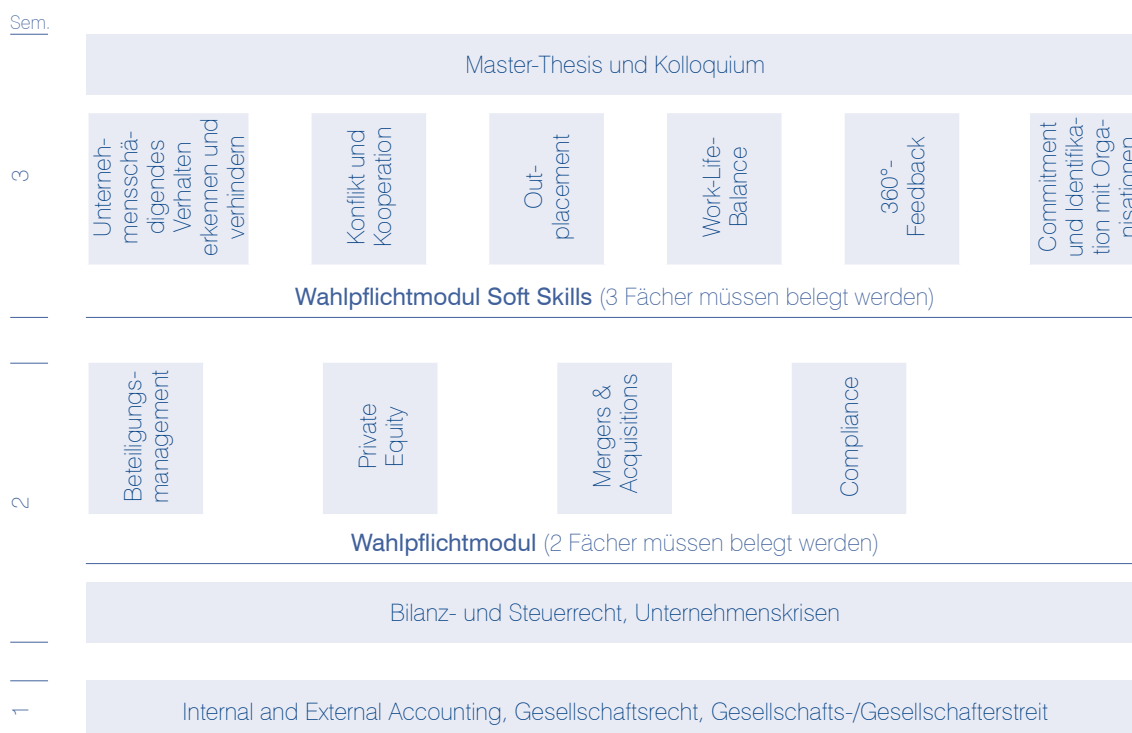 Sem.
Master-Thesis und Kolloquium
3
Unterneh-
mensschä-
digendes
Verhalten
erkennen und
verhindern
Konflikt und
Kooperation
Out-
placement
Work-Life-
Balance
360°-
Feedback
Commitment
und Identifika-
tion mit Orga-
nisationen
Wahlpflichtmodul Soft Skills (3 Fächer müssen belegt werden)
2
Beteiligungs-
management
Private
Equity
Mergers &
Acquisitions
Compliance
Wahlpflichtmodul (2 Fächer müssen belegt werden)
Bilanz- und Steuerrecht, Unternehmenskrisen
1
Internal and External Accounting, Gesellschaftsrecht, Gesellschafts-/Gesellschafterstreit